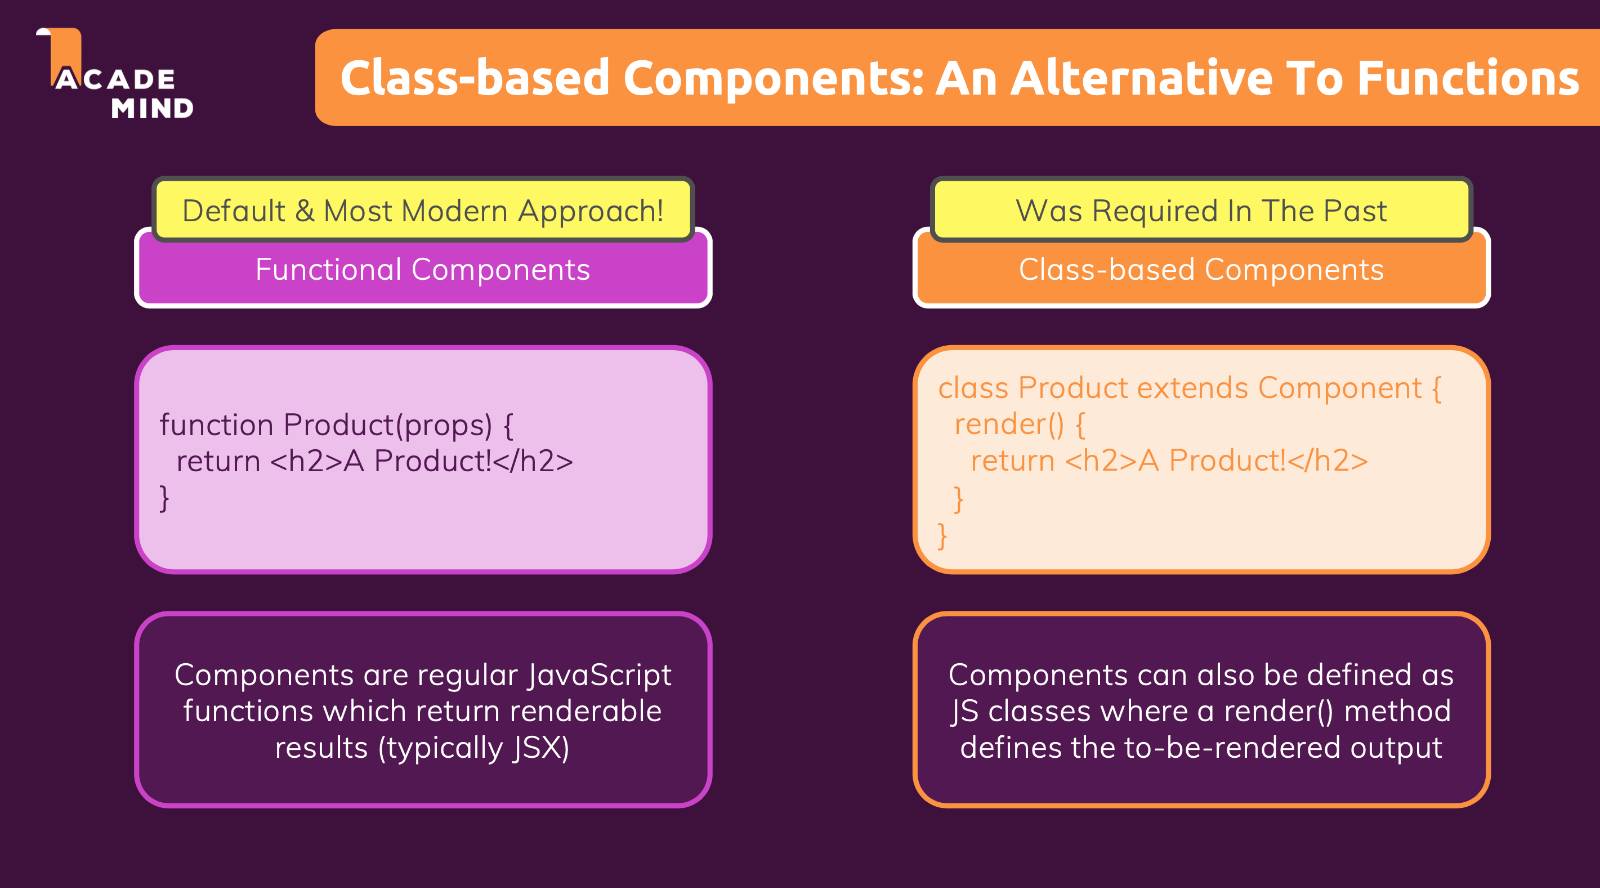 ACADE
MIND
Class-based Components: An Alternative To Functions
Default & Most Modern Approach!
Functional Components
function Product(props) {
  return <h2>A Product!</h2>
}
Components are regular JavaScript
functions which return renderable
results (typically JSX)
Was Required In The Past
Class-based Components
class Product extends Component {
  render() {
    return <h2>A Product!</h2>
  }
}
Components can also be defined as
JS classes where a render() method
defines the to-be-rendered output